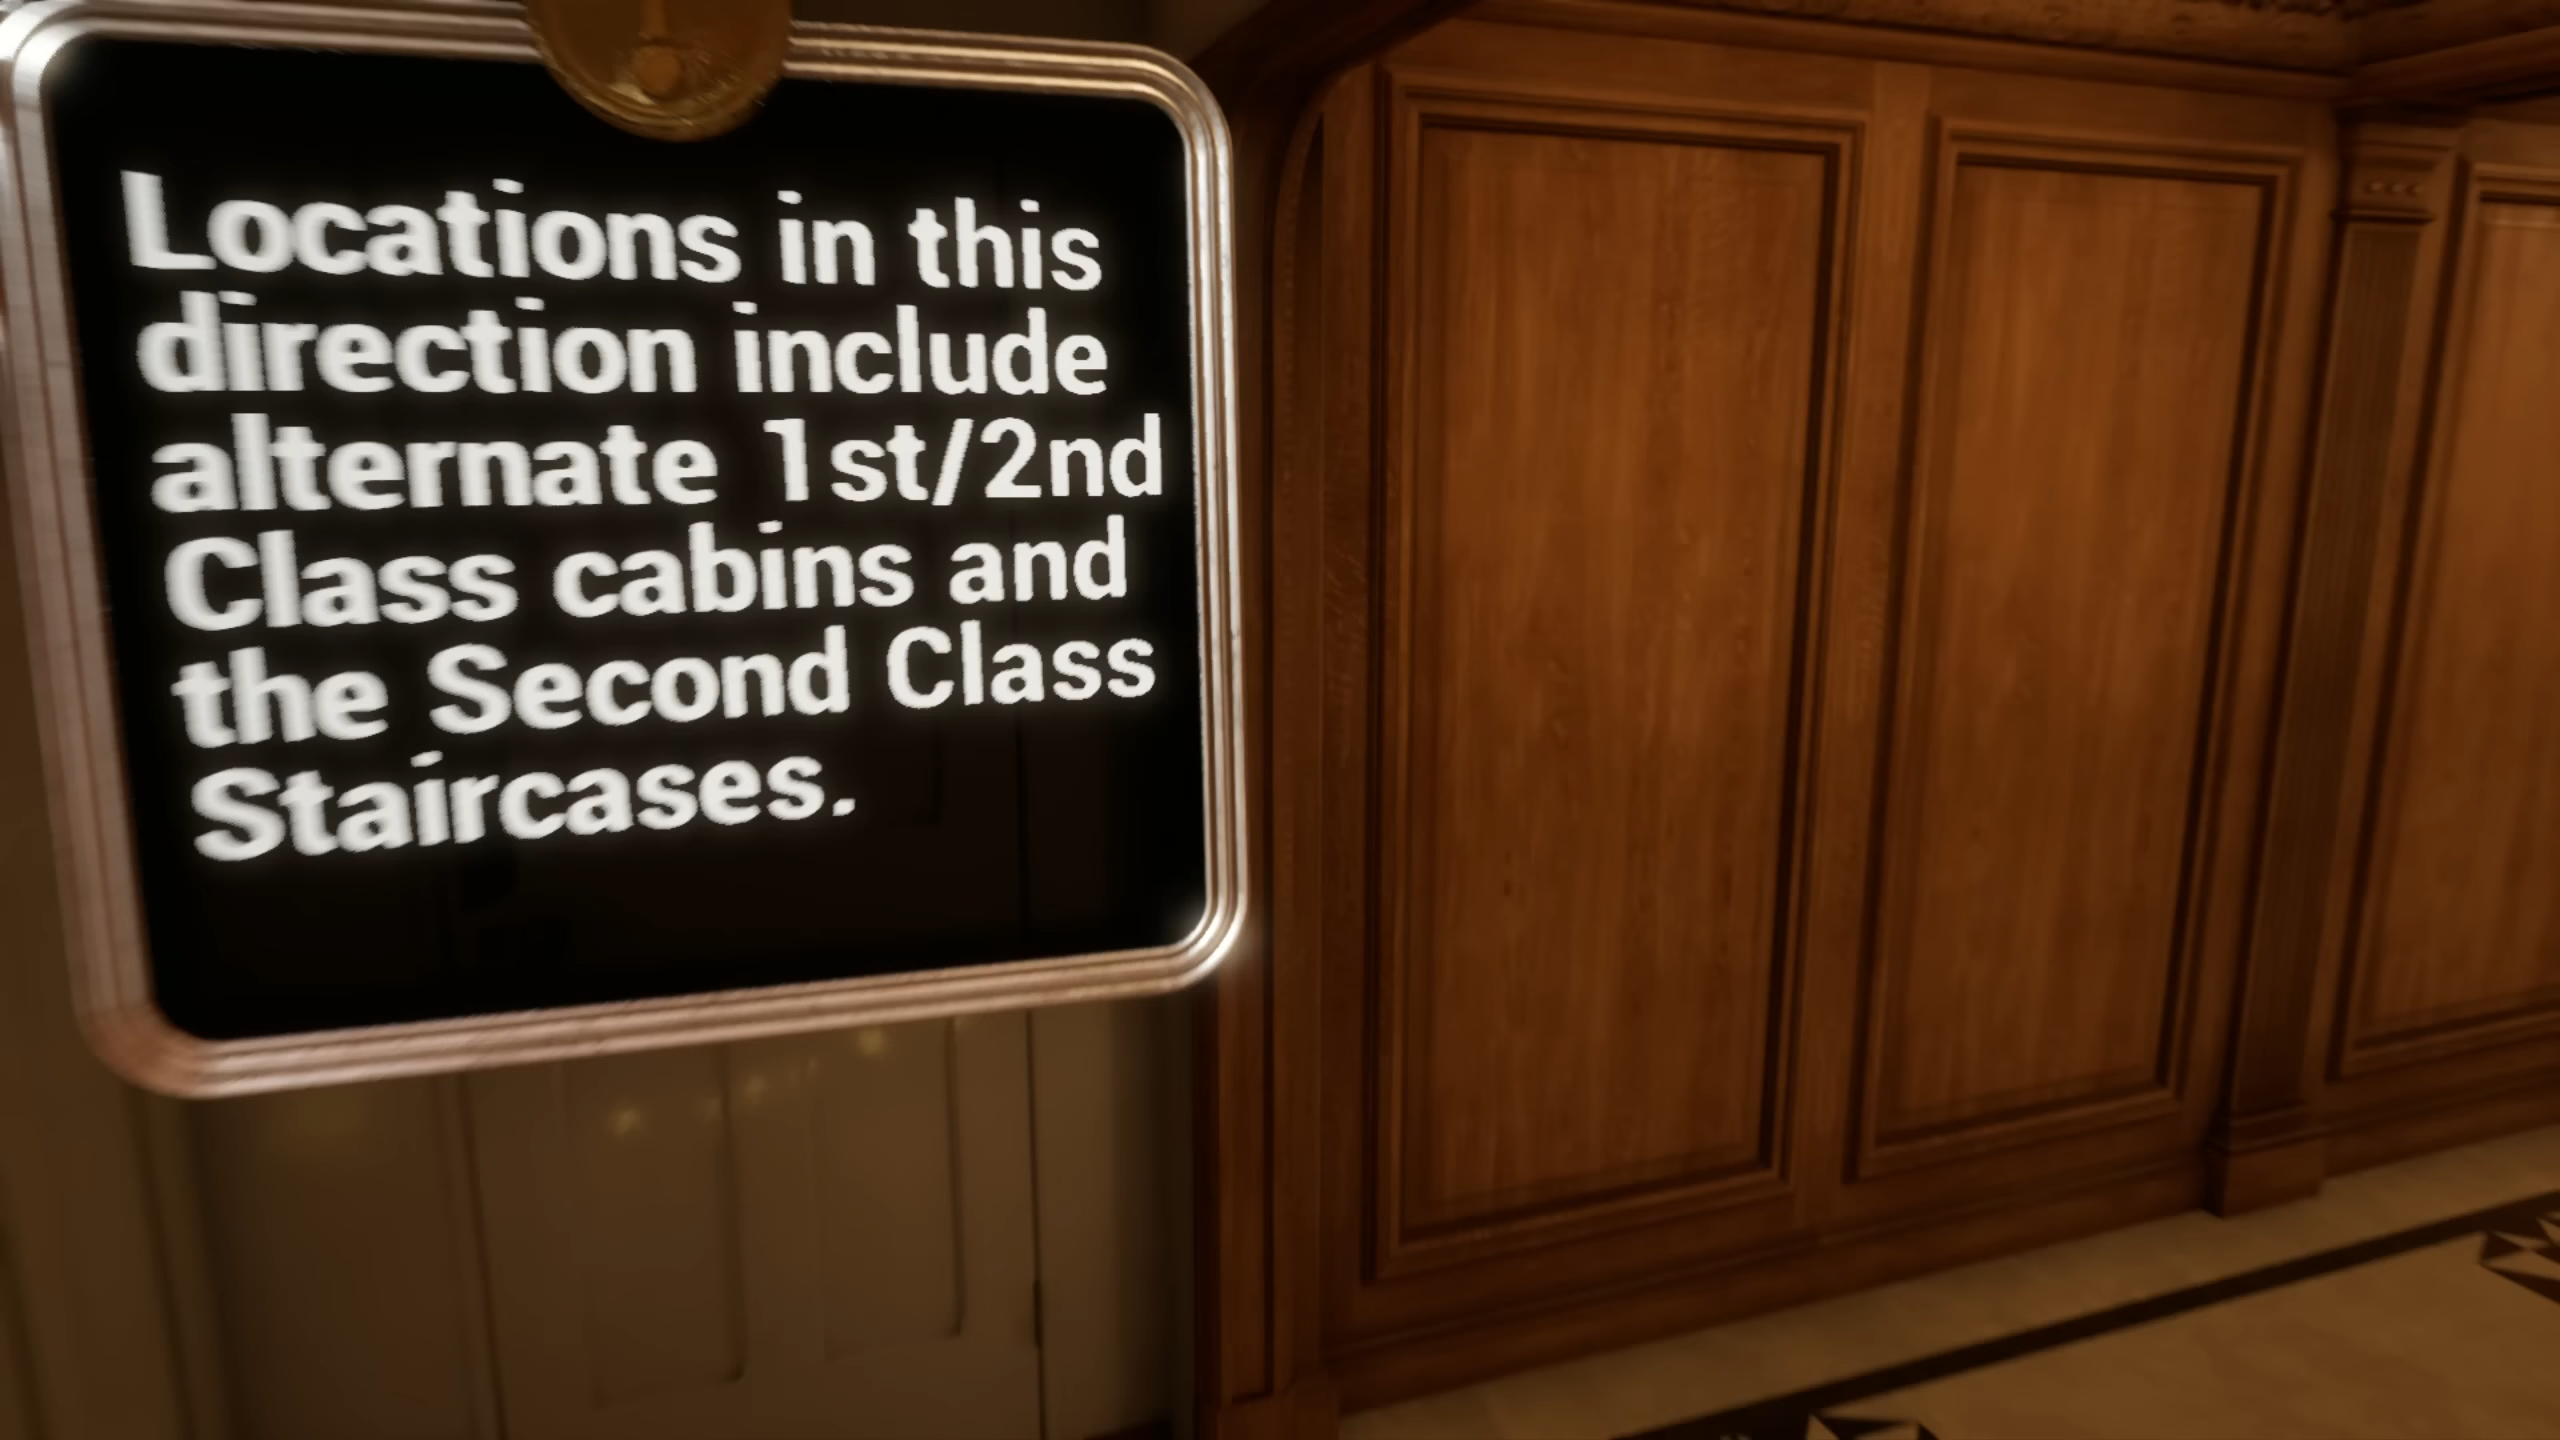 Locations in this
direction include
alternate 1st/2nd
Class cabins and
the Second Class
Staircases.